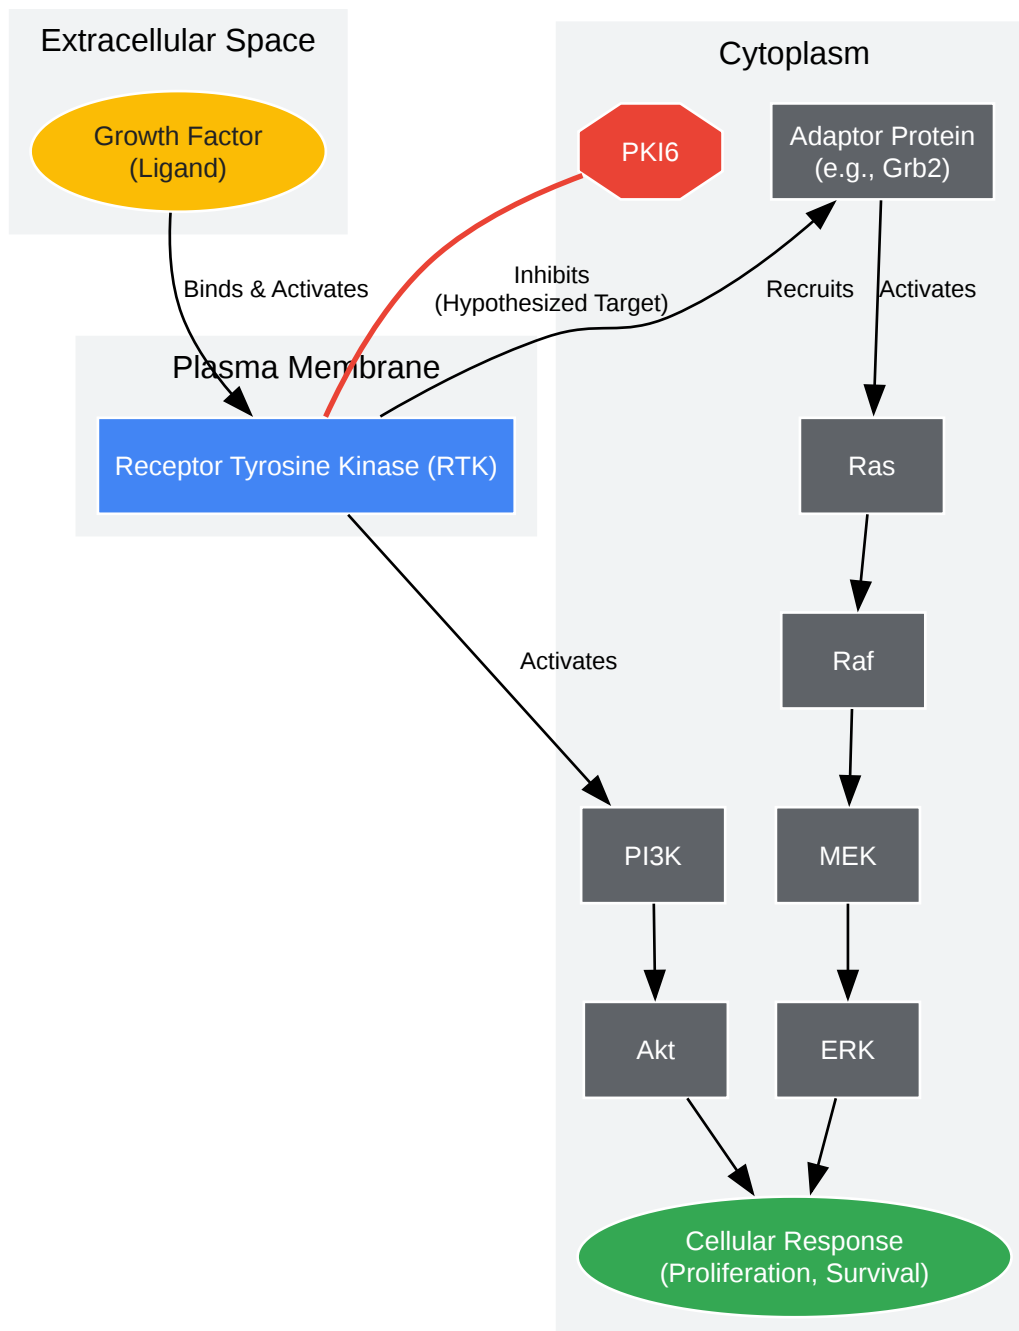 Extracellular Space
Cytoplasm
Growth Factor
(Ligand)
PKI6
Adaptor Protein
(e.g., Grb2)
Binds & Activates
Inhibits
(Hypothesized Target)
Recruits
Activates
Plasma Membrane
Receptor Tyrosine Kinase (RTK)
Ras
Activates
Raf
PI3K
MEK
Akt
ERK
Cellular Response
(Proliferation, Survival)